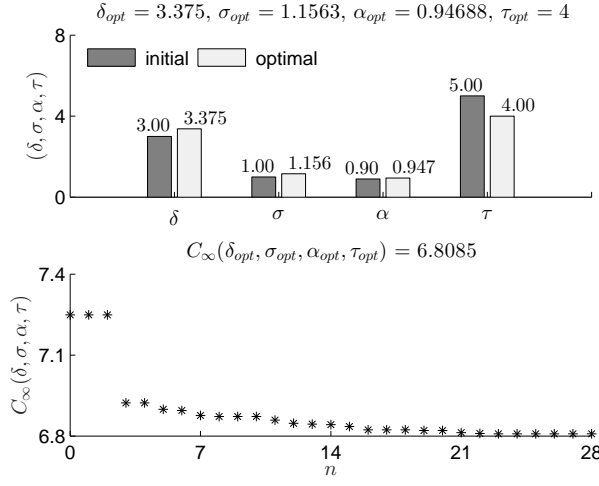 δ_opt = 3.375, σ_opt = 1.1563, α_opt = 0.94688, τ_opt = 4
8
initial optimal
(δ, σ, α, τ)
4
3.00 3.375 1.00 1.156 0.90 0.947 5.00 4.00
0
δ σ α τ
C_∞(δ_opt, σ_opt, α_opt, τ_opt) = 6.8085
7.4
C_∞(δ, σ, α, τ)
7.1
6.8
0 7 14 21 28
n